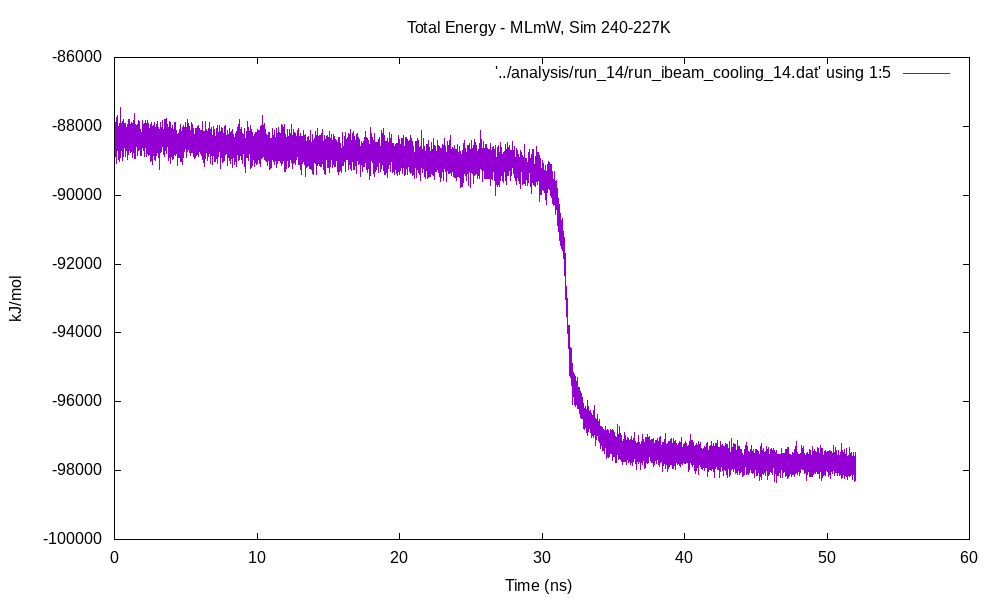 Total Energy - MLmW, Sim 240-227K
'../analysis/run_14/run_ibeam_cooling_14.dat' using 1:5
-86000
-88000
-90000
-92000
-94000
-96000
-98000
-100000
kJ/mol
0 10 20 30 40 50 60
Time (ns)